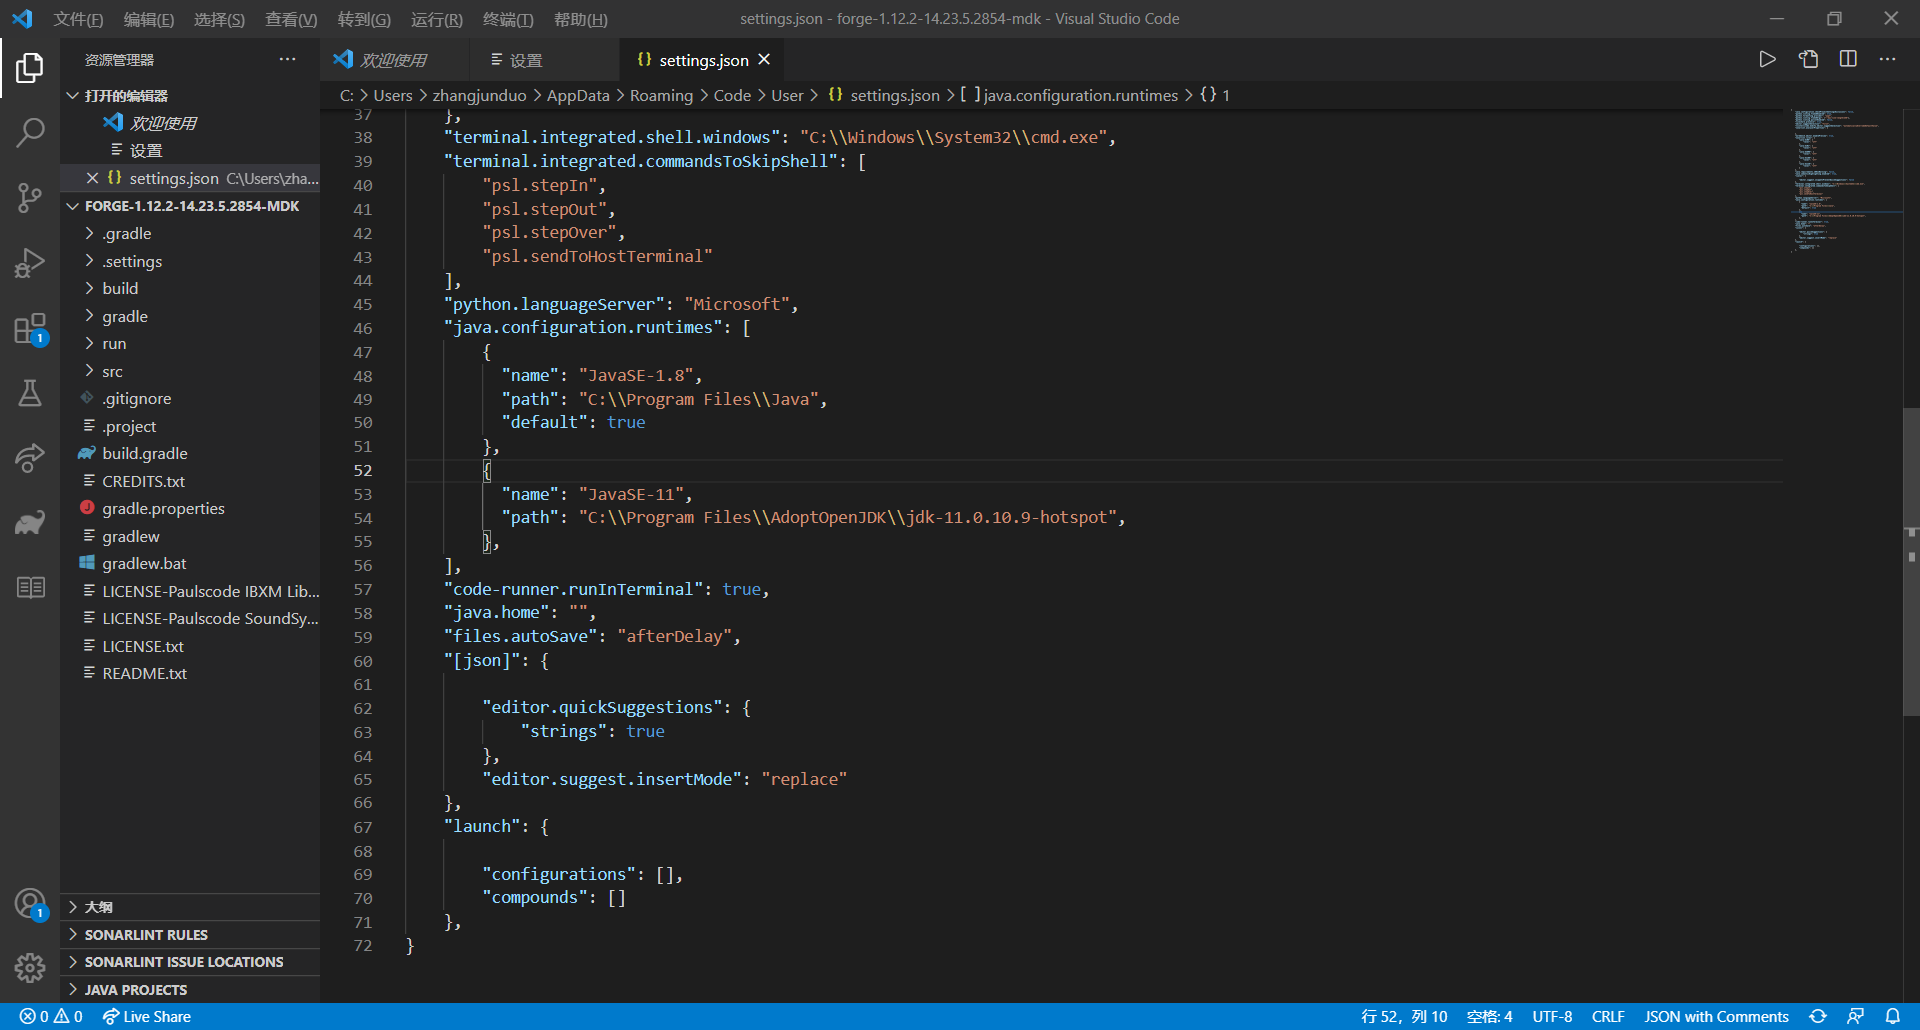 文件(F) 编辑(E) 选择(S) 查看(V) 转到(G) 运行(R) 终端(T) 帮助(H) settings.json - forge-1.12.2-14.23.5.2854-mdk - Visual Studio Code
资源管理器
打开的编辑器
欢迎使用
设置
settings.json C:\Users\zha...
FORGE-1.12.2-14.23.5.2854-MDK
.gradle
.settings
build
gradle
run
src
.gitignore
.project
build.gradle
CREDITS.txt
gradle.properties
gradlew
gradlew.bat
LICENSE-Paulscode IBXM Lib...
LICENSE-Paulscode SoundSy...
LICENSE.txt
README.txt
大纲
SONARLINT RULES
SONARLINT ISSUE LOCATIONS
JAVA PROJECTS
1
1
欢迎使用 设置 {} settings.json
C: > Users > zhangjunduo > AppData > Roaming > Code > User > {} settings.json > [ ] java.configuration.runtimes > {} 1
37 },
38 "terminal.integrated.shell.windows": "C:\\Windows\\System32\\cmd.exe",
39 "terminal.integrated.commandsToSkipShell": [
40 "psl.stepIn",
41 "psl.stepOut",
42 "psl.stepOver",
43 "psl.sendToHostTerminal"
44 ],
45 "python.languageServer": "Microsoft",
46 "java.configuration.runtimes": [
47 {
48 "name": "JavaSE-1.8",
49 "path": "C:\\Program Files\\Java",
50 "default": true
51 },
52 {
53 "name": "JavaSE-11",
54 "path": "C:\\Program Files\\AdoptOpenJDK\\jdk-11.0.10.9-hotspot",
55 },
56 ],
57 "code-runner.runInTerminal": true,
58 "java.home": "",
59 "files.autoSave": "afterDelay",
60 "[json]": {
61
62 "editor.quickSuggestions": {
63 "strings": true
64 },
65 "editor.suggest.insertMode": "replace"
66 },
67 "launch": {
68
69 "configurations": [],
70 "compounds": []
71 },
72 }
0 0 Live Share 行 52，列 10 空格: 4 UTF-8 CRLF JSON with Comments